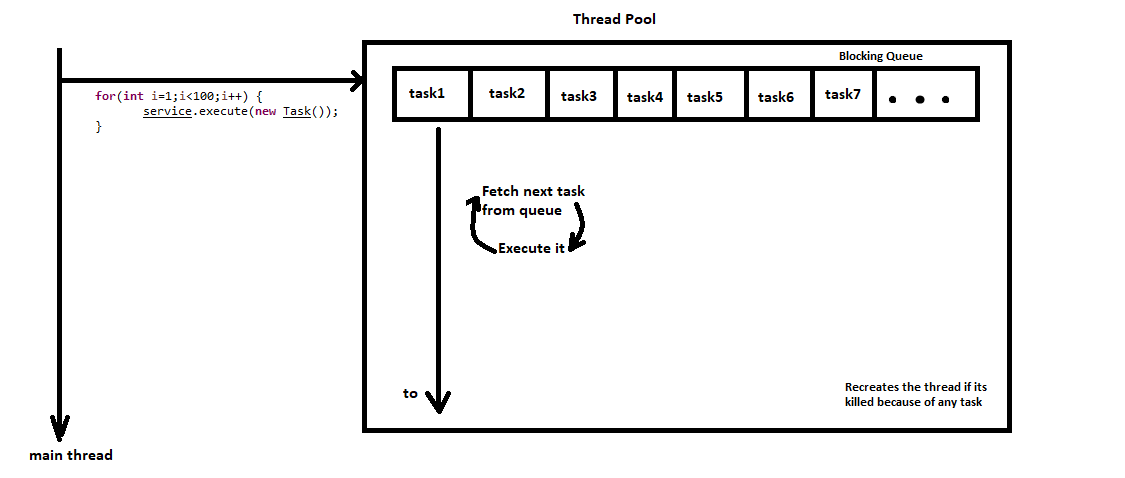 Thread Pool
Blocking Queue
for(int i=1;i<100;i++) {
service.execute(new Task());
}
task1 task2 task3 task4 task5 task6 task7 . . .
Fetch next task
from queue
Execute it
to
Recreates the thread if its
killed because of any task
main thread